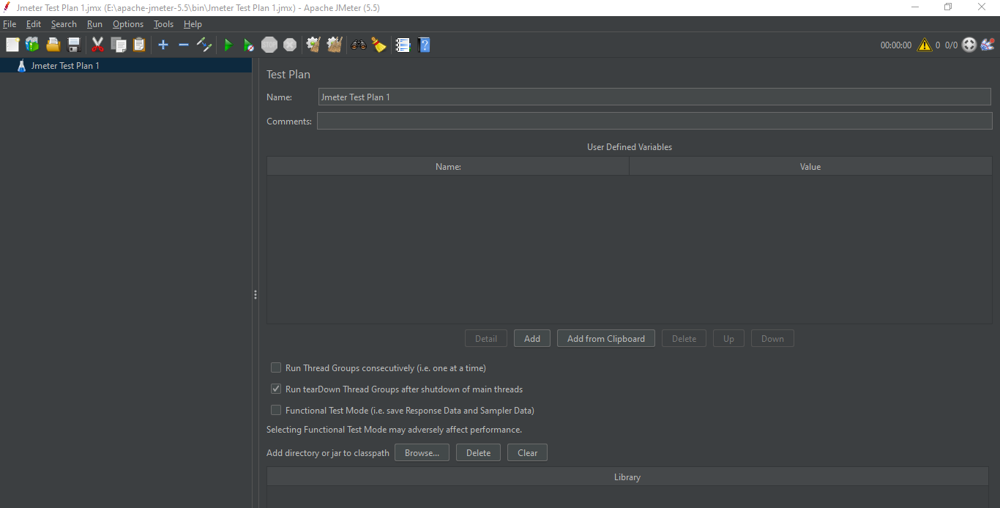 Jmeter Test Plan 1.jmx (E:\apache-jmeter-5.5\bin\Jmeter Test Plan 1.jmx) - Apache JMeter (5.5)
File Edit Search Run Options Tools Help
STOP 00:00:00 0 0/0
Jmeter Test Plan 1
Test Plan
Name: Jmeter Test Plan 1
Comments:
User Defined Variables
Name: Value
Detail Add Add from Clipboard Delete Up Down
Run Thread Groups consecutively (i.e. one at a time)
Run tearDown Thread Groups after shutdown of main threads
Functional Test Mode (i.e. save Response Data and Sampler Data)
Selecting Functional Test Mode may adversely affect performance.
Add directory or jar to classpath Browse... Delete Clear
Library